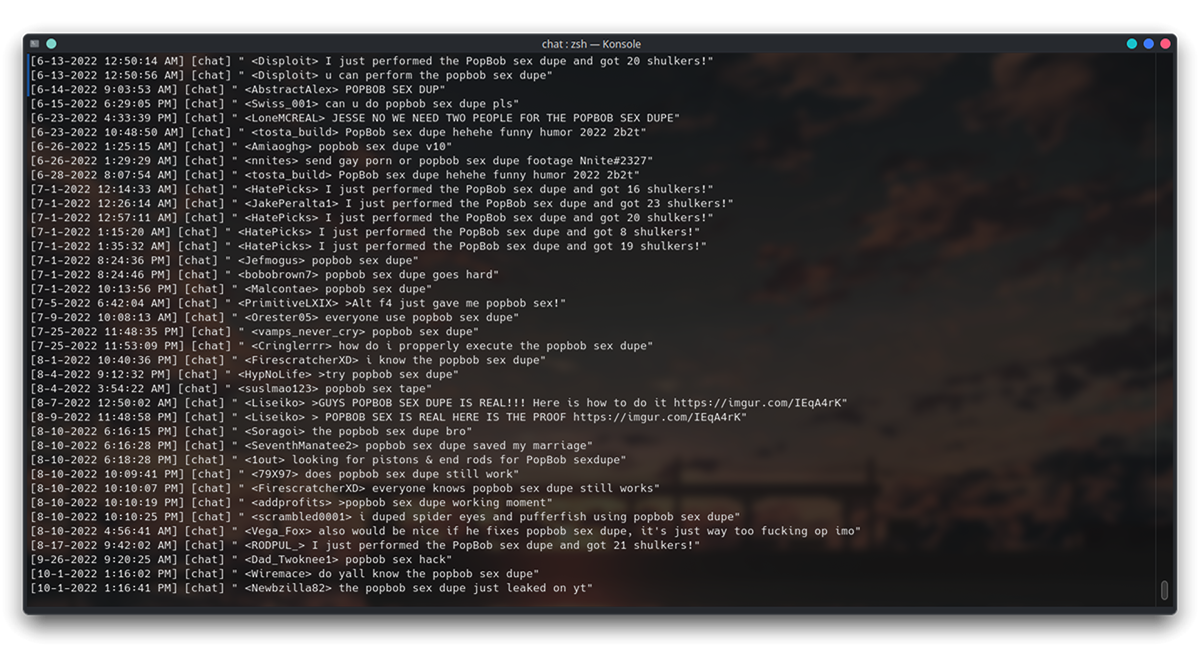 chat : zsh — Konsole
[6-13-2022 12:50:14 AM] [chat] " <Disploit> I just performed the PopBob sex dupe and got 20 shulkers!"
[6-13-2022 12:50:56 AM] [chat] " <Disploit> u can perform the popbob sex dupe"
[6-14-2022 9:03:53 AM] [chat] " <AbstractAlex> POPBOB SEX DUP"
[6-15-2022 6:29:05 PM] [chat] " <Swiss_001> can u do popbob sex dupe pls"
[6-23-2022 4:33:39 PM] [chat] " <LoneMCREAL> JESSE NO WE NEED TWO PEOPLE FOR THE POPBOB SEX DUPE"
[6-23-2022 10:48:50 AM] [chat] " <tosta_build> PopBob sex dupe hehehe funny humor 2022 2b2t"
[6-26-2022 1:25:15 AM] [chat] " <Amiaoghg> popbob sex dupe v10"
[6-26-2022 1:29:29 AM] [chat] " <nnites> send gay porn or popbob sex dupe footage Nnite#2327"
[6-28-2022 8:07:54 AM] [chat] " <tosta_build> PopBob sex dupe hehehe funny humor 2022 2b2t"
[7-1-2022 12:14:33 AM] [chat] " <HatePicks> I just performed the PopBob sex dupe and got 16 shulkers!"
[7-1-2022 12:26:14 AM] [chat] " <JakePeralta1> I just performed the PopBob sex dupe and got 23 shulkers!"
[7-1-2022 12:57:11 AM] [chat] " <HatePicks> I just performed the PopBob sex dupe and got 20 shulkers!"
[7-1-2022 1:15:20 AM] [chat] " <HatePicks> I just performed the PopBob sex dupe and got 8 shulkers!"
[7-1-2022 1:35:32 AM] [chat] " <HatePicks> I just performed the PopBob sex dupe and got 19 shulkers!"
[7-1-2022 8:24:36 PM] [chat] " <Jefmogus> popbob sex dupe"
[7-1-2022 8:24:46 PM] [chat] " <bobobrown7> popbob sex dupe goes hard"
[7-1-2022 10:13:56 PM] [chat] " <Malcontae> popbob sex dupe"
[7-5-2022 6:42:04 AM] [chat] " <PrimitiveLXIX> >Alt f4 just gave me popbob sex!"
[7-9-2022 10:08:13 AM] [chat] " <Orester05> everyone use popbob sex dupe"
[7-25-2022 11:48:35 PM] [chat] " <vamps_never_cry> popbob sex dupe"
[7-25-2022 11:53:09 PM] [chat] " <Cringlerrr> how do i propperly execute the popbob sex dupe"
[8-1-2022 10:40:36 PM] [chat] " <FirescratcherXD> i know the popbob sex dupe"
[8-4-2022 9:12:32 PM] [chat] " <HypNoLife> >try popbob sex dupe"
[8-4-2022 3:54:22 AM] [chat] " <suslmao123> popbob sex tape"
[8-7-2022 12:50:02 AM] [chat] " <Liseiko> >GUYS POPBOB SEX DUPE IS REAL!!! Here is how to do it https://imgur.com/IEqA4rK"
[8-9-2022 11:48:58 PM] [chat] " <Liseiko> > POPBOB SEX IS REAL HERE IS THE PROOF https://imgur.com/IEqA4rK"
[8-10-2022 6:16:15 PM] [chat] " <Soragoi> the popbob sex dupe bro"
[8-10-2022 6:16:28 PM] [chat] " <SeventhManatee2> popbob sex dupe saved my marriage"
[8-10-2022 6:18:28 PM] [chat] " <1out> looking for pistons & end rods for PopBob sexdupe"
[8-10-2022 10:09:41 PM] [chat] " <79X97> does popbob sex dupe still work"
[8-10-2022 10:10:07 PM] [chat] " <FirescratcherXD> everyone knows popbob sex dupe still works"
[8-10-2022 10:10:19 PM] [chat] " <addprofits> >popbob sex dupe working moment"
[8-10-2022 10:10:25 PM] [chat] " <scrambled0001> i duped spider eyes and pufferfish using popbob sex dupe"
[8-10-2022 4:56:41 AM] [chat] " <Vega_Fox> also would be nice if he fixes popbob sex dupe, it's just way too fucking op imo"
[8-17-2022 9:42:02 AM] [chat] " <RODPUL_> I just performed the PopBob sex dupe and got 21 shulkers!"
[9-26-2022 9:20:25 AM] [chat] " <Dad_Twoknee1> popbob sex hack"
[10-1-2022 1:16:02 PM] [chat] " <Wiremace> do yall know the popbob sex dupe"
[10-1-2022 1:16:41 PM] [chat] " <Newbzilla82> the popbob sex dupe just leaked on yt"